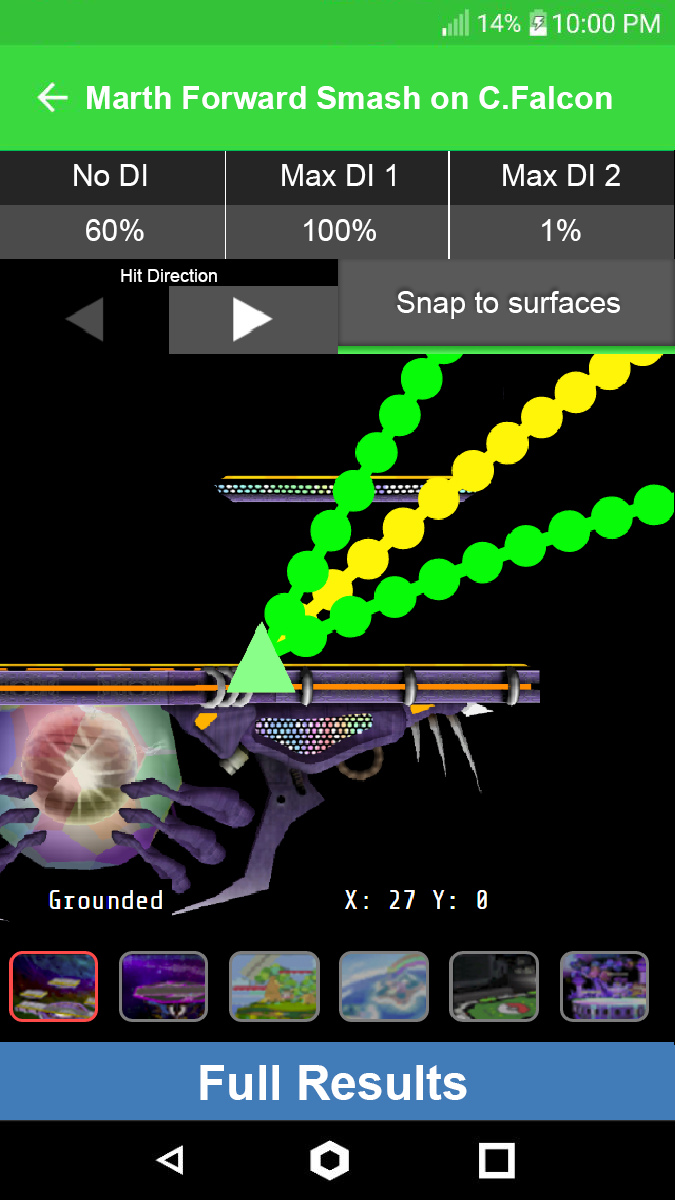 14% 10:00 PM
Marth Forward Smash on C.Falcon
No DI Max DI 1 Max DI 2
60% 100% 1%
Hit Direction
Snap to surfaces
Grounded X: 27 Y: 0
Full Results